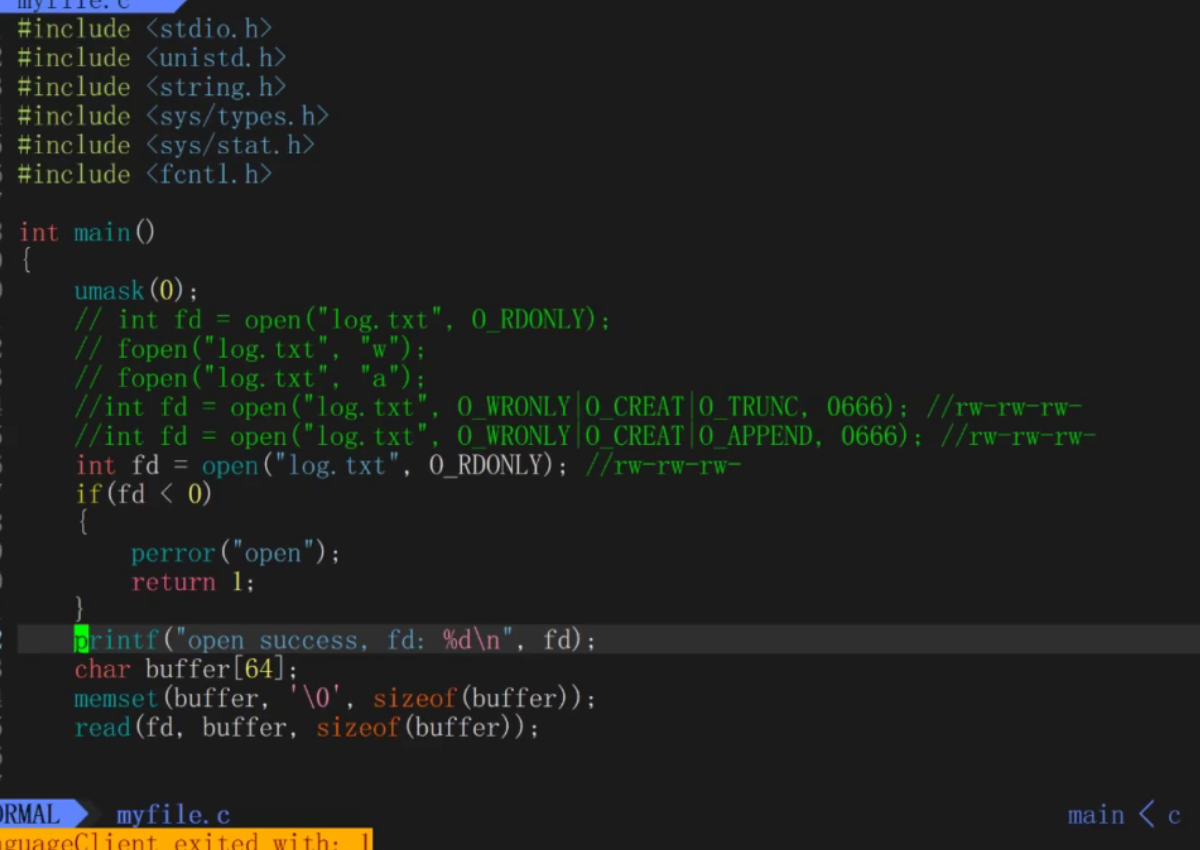 myfile.c
#include <stdio.h>
#include <unistd.h>
#include <string.h>
#include <sys/types.h>
#include <sys/stat.h>
#include <fcntl.h>
int main()
{
    umask(0);
    // int fd = open("log.txt", O_RDONLY);
    // fopen("log.txt", "w");
    // fopen("log.txt", "a");
    //int fd = open("log.txt", O_WRONLY|O_CREAT|O_TRUNC, 0666); //rw-rw-rw-
    //int fd = open("log.txt", O_WRONLY|O_CREAT|O_APPEND, 0666); //rw-rw-rw-
    int fd = open("log.txt", O_RDONLY); //rw-rw-rw-
    if(fd < 0)
    {
        perror("open");
        return 1;
    }
    printf("open success, fd: %d\n", fd);
    char buffer[64];
    memset(buffer, '\0', sizeof(buffer));
    read(fd, buffer, sizeof(buffer));
ORMAL myfile.c main < c
nguageClient exited with: 1